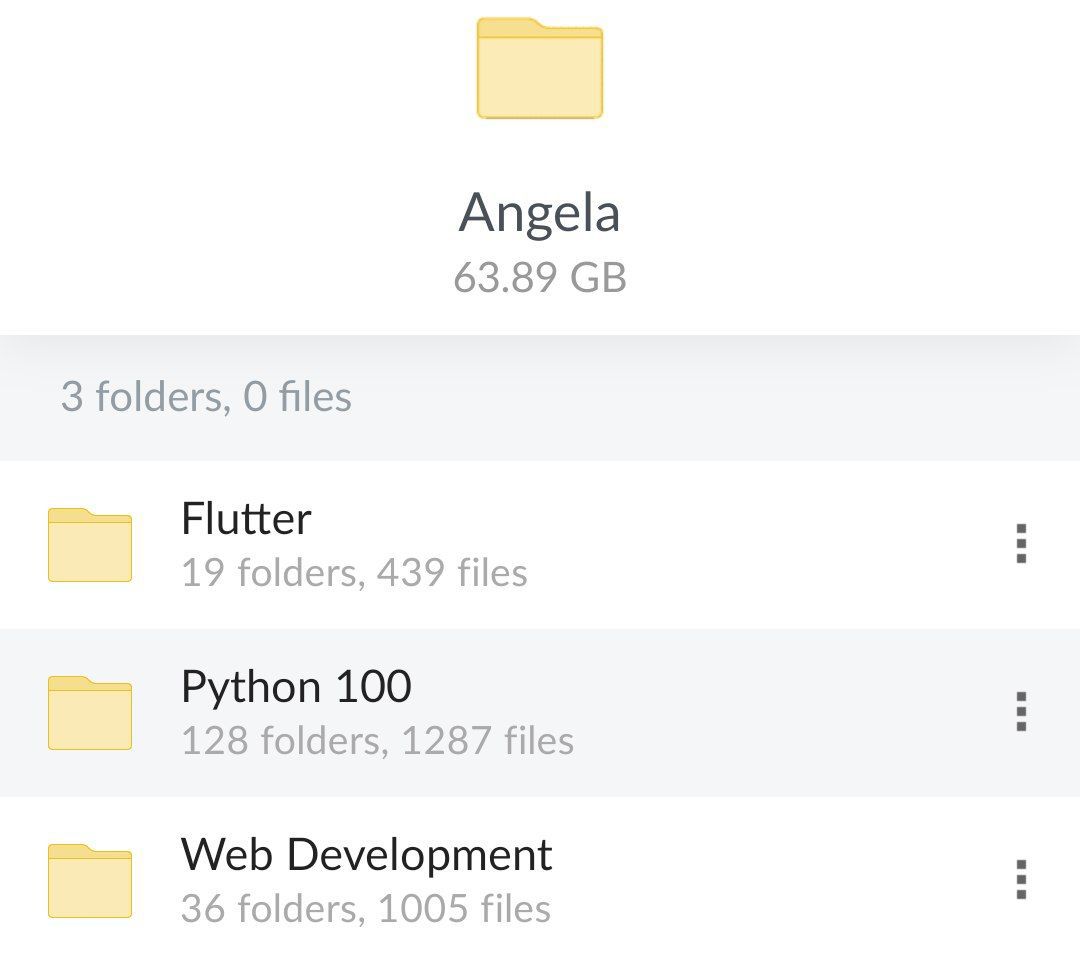 Angela
63.89 GB
3 folders, 0 files
Flutter
19 folders, 439 files
Python 100
128 folders, 1287 files
Web Development
36 folders, 1005 files